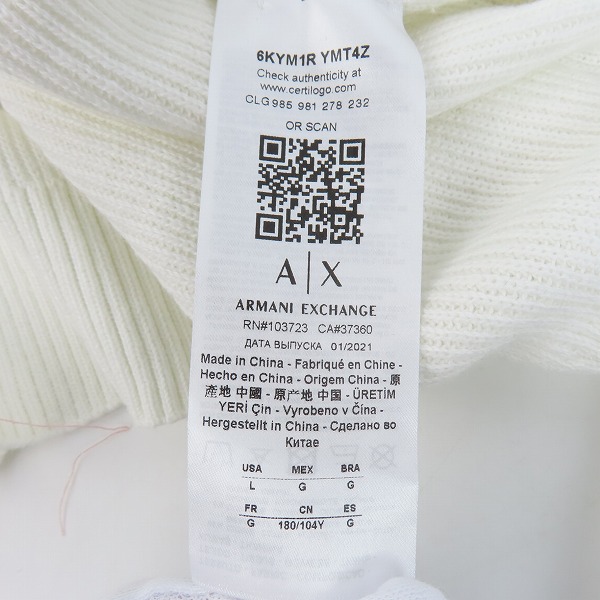 6KYM1R YMT4Z
Check authenticity at
www.certilogo.com
CLG 985 981 278 232
OR SCAN
A|X
ARMANI EXCHANGE
RN#103723 CA#37360
ДАТА ВЫПУСКА 01/2021
Made in China - Fabriqué en Chine -
Hecho en China - Origem China - 原
產地 中國 - 原产地 中国 - ÜRETİM
YERİ Çin - Vyrobeno v Čína -
Hergestellt in China - Сделано во
Китае
USA MEX BRA
L G G
FR CN ES
G 180/104Y G